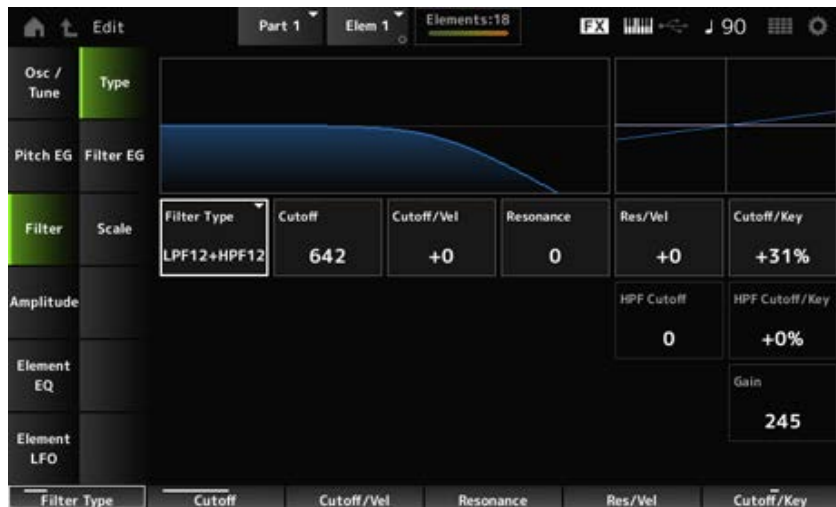 Edit
Part 1
Elem 1
Elements:18
FX
♩ 90
Osc /
Tune
Type
Pitch EG
Filter EG
Filter
Scale
Filter Type
Cutoff
Cutoff/Vel
Resonance
Res/Vel
Cutoff/Key
LPF12+HPF12
642
+0
0
+0
+31%
Amplitude
HPF Cutoff
HPF Cutoff/Key
0
+0%
Element
EQ
Gain
245
Element
LFO
Filter Type
Cutoff
Cutoff/Vel
Resonance
Res/Vel
Cutoff/Key